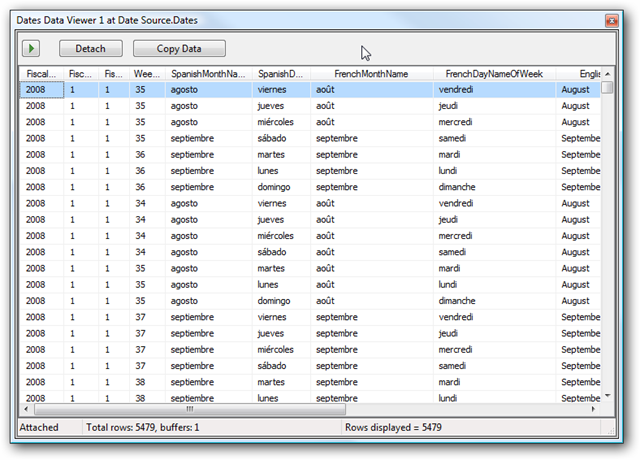 Dates Data Viewer 1 at Date Source.Dates
Detach Copy Data
Fiscal... Fisc... Fis... Wee... SpanishMonthNa... SpanishD... FrenchMonthName FrenchDayNameOfWeek Englis
2008 1 1 35 agosto viernes août vendredi August
2008 1 1 35 agosto jueves août jeudi August
2008 1 1 35 agosto miércoles août mercredi August
2008 1 1 35 septiembre sábado septembre samedi Septembe
2008 1 1 36 septiembre martes septembre mardi Septembe
2008 1 1 36 septiembre lunes septembre lundi Septembe
2008 1 1 36 septiembre domingo septembre dimanche Septembe
2008 1 1 34 agosto viernes août vendredi August
2008 1 1 34 agosto jueves août jeudi August
2008 1 1 34 agosto miércoles août mercredi August
2008 1 1 34 agosto sábado août samedi August
2008 1 1 35 agosto martes août mardi August
2008 1 1 35 agosto lunes août lundi August
2008 1 1 35 agosto domingo août dimanche August
2008 1 1 37 septiembre viernes septembre vendredi Septembe
2008 1 1 37 septiembre jueves septembre jeudi Septembe
2008 1 1 37 septiembre miércoles septembre mercredi Septembe
2008 1 1 37 septiembre sábado septembre samedi Septembe
2008 1 1 38 septiembre martes septembre mardi Septembe
2008 1 1 38 septiembre lunes septembre lundi Septembe
Attached Total rows: 5479, buffers: 1 Rows displayed = 5479